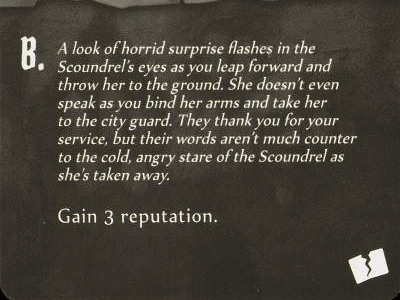 B. A look of horrid surprise flashes in the
Scoundrel's eyes as you leap forward and
throw her to the ground. She doesn't even
speak as you bind her arms and take her
to the city guard. They thank you for your
service, but their words aren't much counter
to the cold, angry stare of the Scoundrel as
she's taken away.
Gain 3 reputation.